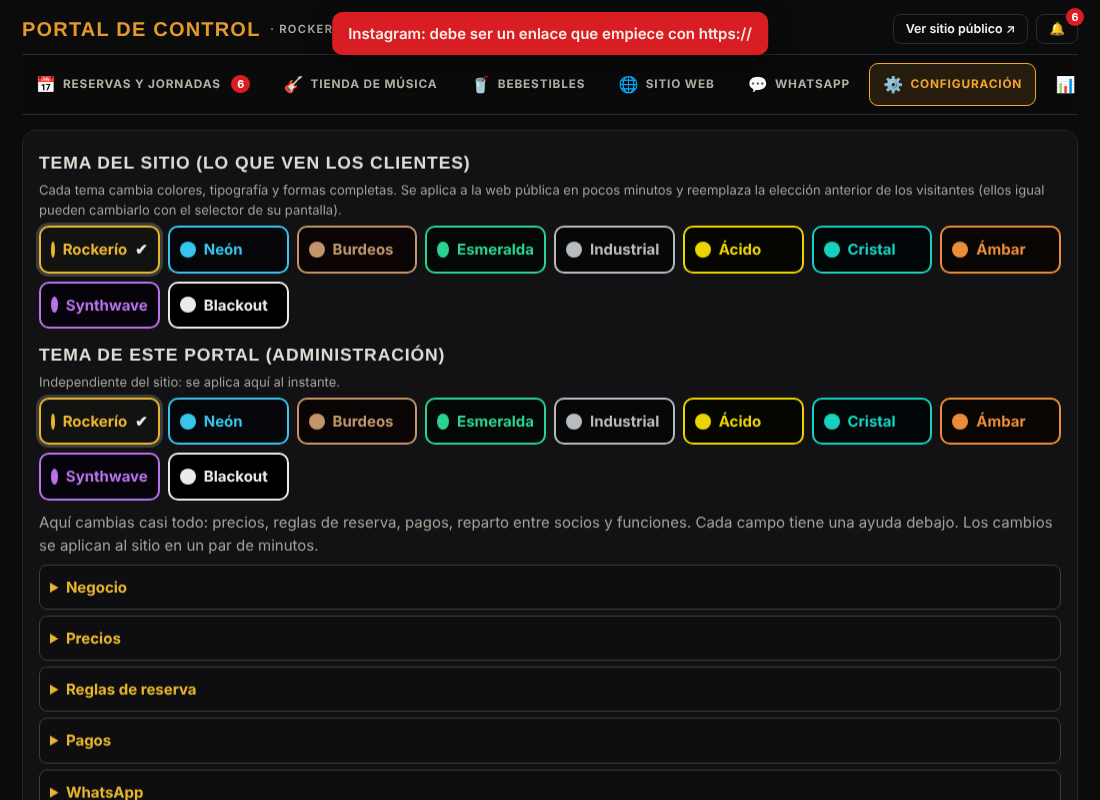 PORTAL DE CONTROL · ROCKER
Instagram: debe ser un enlace que empiece con https://
Ver sitio público ↗
6
RESERVAS Y JORNADAS 6
TIENDA DE MÚSICA
BEBESTIBLES
SITIO WEB
WHATSAPP
CONFIGURACIÓN
TEMA DEL SITIO (LO QUE VEN LOS CLIENTES)
Cada tema cambia colores, tipografía y formas completas. Se aplica a la web pública en pocos minutos y reemplaza la elección anterior de los visitantes (ellos igual
pueden cambiarlo con el selector de su pantalla).
Rockerío ✔
Neón
Burdeos
Esmeralda
Industrial
Ácido
Cristal
Ámbar
Synthwave
Blackout
TEMA DE ESTE PORTAL (ADMINISTRACIÓN)
Independiente del sitio: se aplica aquí al instante.
Rockerío ✔
Neón
Burdeos
Esmeralda
Industrial
Ácido
Cristal
Ámbar
Synthwave
Blackout
Aquí cambias casi todo: precios, reglas de reserva, pagos, reparto entre socios y funciones. Cada campo tiene una ayuda debajo. Los cambios
se aplican al sitio en un par de minutos.
Negocio
Precios
Reglas de reserva
Pagos
WhatsApp